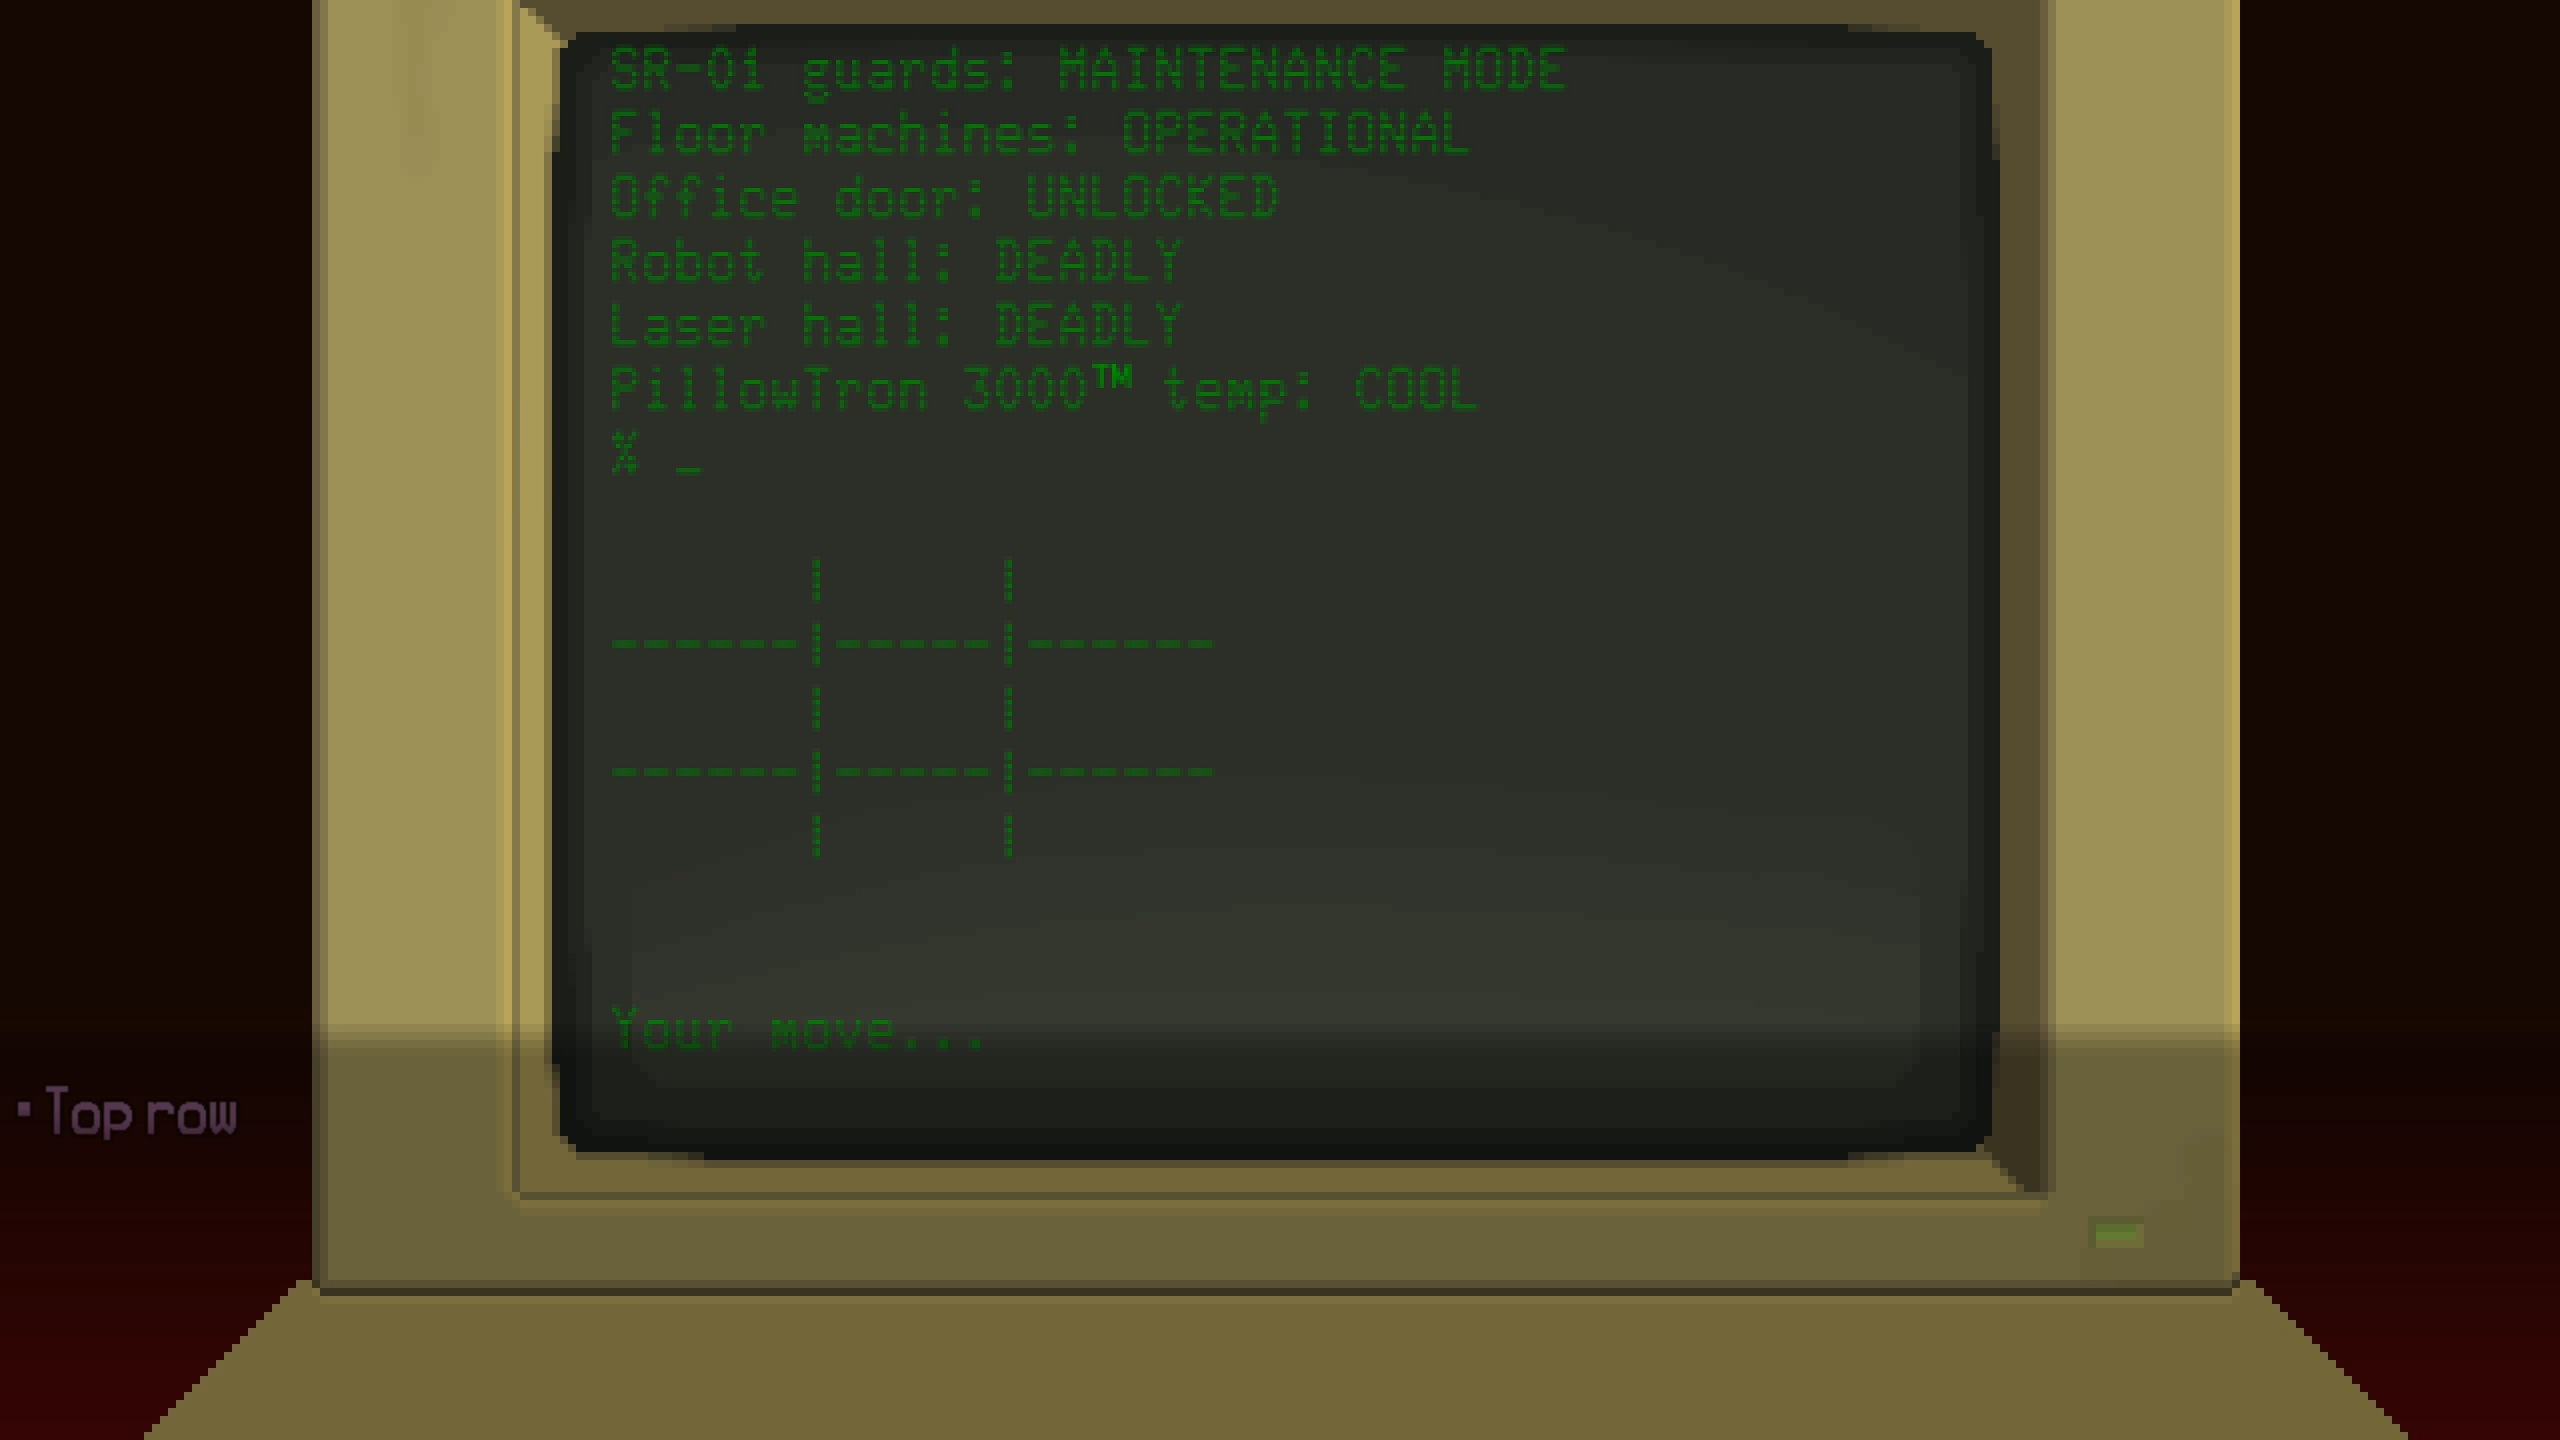 SR-01 guards: MAINTENANCE MODE
Floor machines: OPERATIONAL
Office door: UNLOCKED
Robot hall: DEADLY
Laser hall: DEADLY
PillowTron 3000™ temp: COOL
% _
Your move...
• Top row